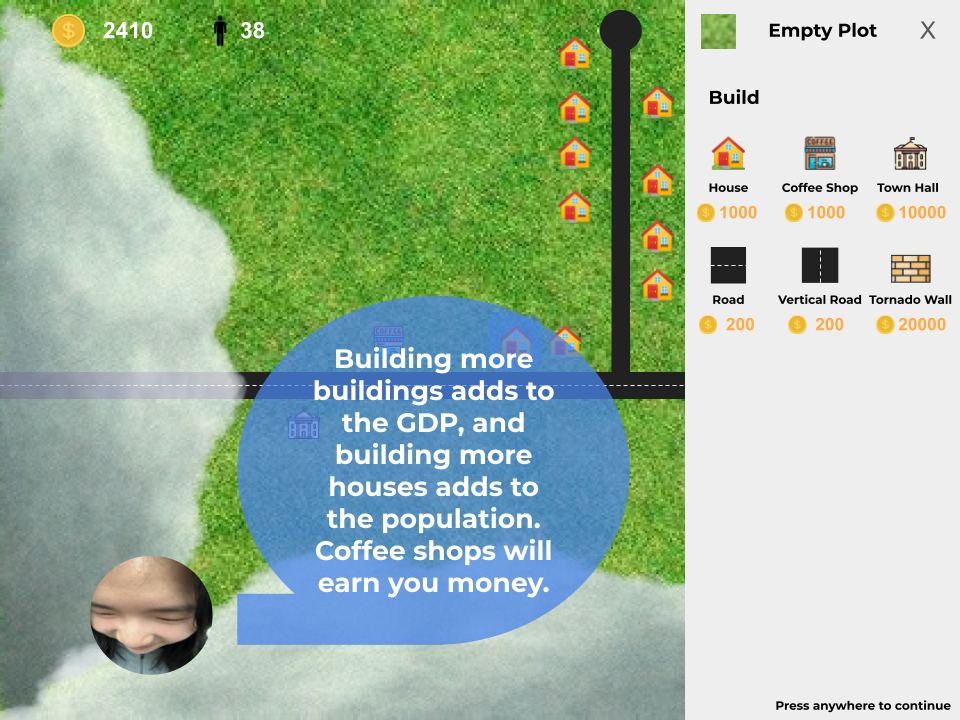 2410
38
Empty Plot
X
Build
House
Coffee Shop
Town Hall
1000
1000
10000
Road
Vertical Road
Tornado Wall
200
200
20000
COFFEE
Building more
buildings adds to
the GDP, and
building more
houses adds to
the population.
Coffee shops will
earn you money.
Press anywhere to continue